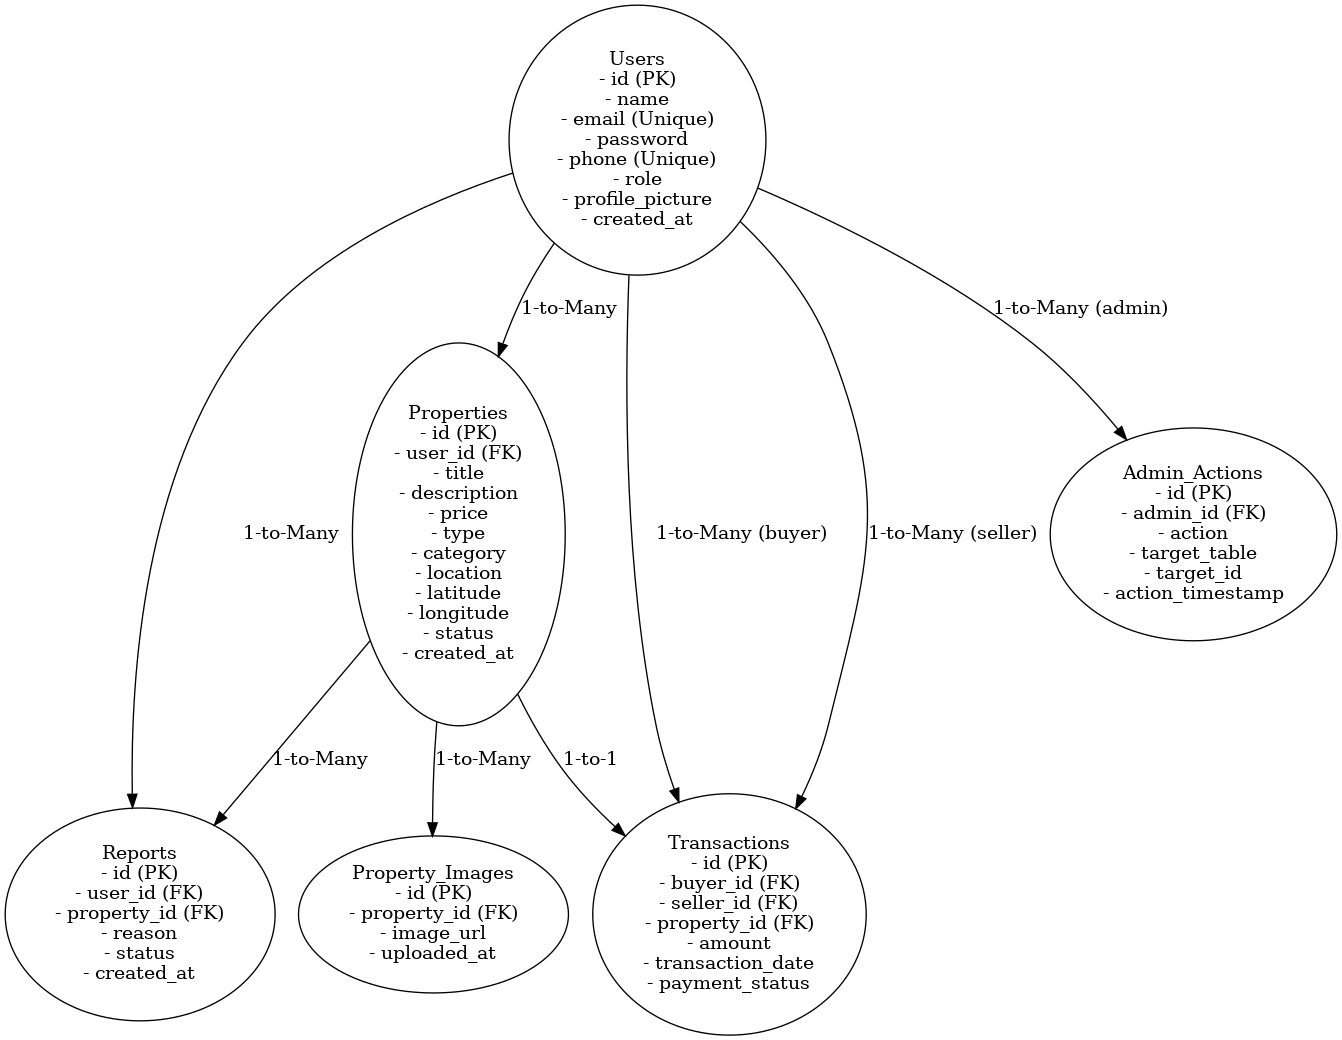 Users
- id (PK)
- name
- email (Unique)
- password
- phone (Unique)
- role
- profile_picture
- created_at
1-to-Many
1-to-Many (admin)
Properties
- id (PK)
- user_id (FK)
- title
- description
- price
- type
- category
- location
- latitude
- longitude
- status
- created_at
1-to-Many
1-to-Many (buyer)
1-to-Many (seller)
Admin_Actions
- id (PK)
- admin_id (FK)
- action
- target_table
- target_id
- action_timestamp
1-to-Many
1-to-Many
1-to-1
Reports
- id (PK)
- user_id (FK)
- property_id (FK)
- reason
- status
- created_at
Property_Images
- id (PK)
- property_id (FK)
- image_url
- uploaded_at
Transactions
- id (PK)
- buyer_id (FK)
- seller_id (FK)
- property_id (FK)
- amount
- transaction_date
- payment_status